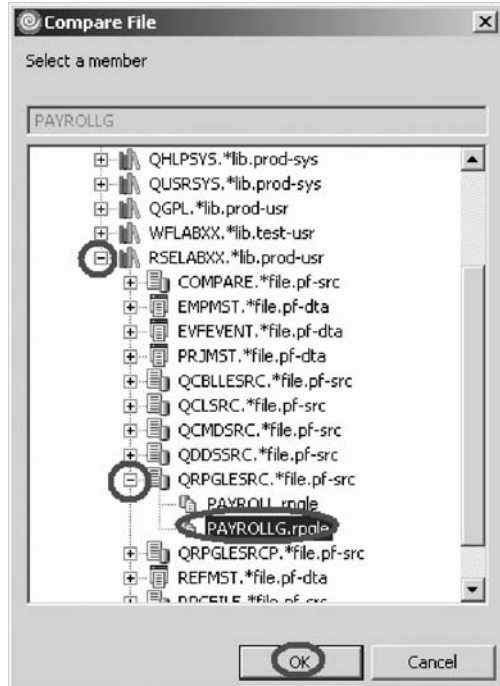 Compare File
Select a member
PAYROLLG
QHLPSYS.*lib.prod-sys
QUSRSYS.*lib.prod-sys
QGPL.*lib.prod-usr
WFLABXX.*lib.test-usr
RSELABXX.*lib.prod-usr
COMPARE.*file.pf-src
EMPMST.*file.pf-dta
EVFEVENT.*file.pf-dta
PRJMST.*file.pf-dta
QCBLLESRC.*file.pf-src
QCLSRC.*file.pf-src
QCMDSRC.*file.pf-src
QDDSSRC.*file.pf-src
QRPGLESRC.*file.pf-src
PAYROLL.rpgle
PAYROLLG.rpgle
QRPGLESRCP.*file.pf-src
REFMST.*file.pf-dta
OK Cancel